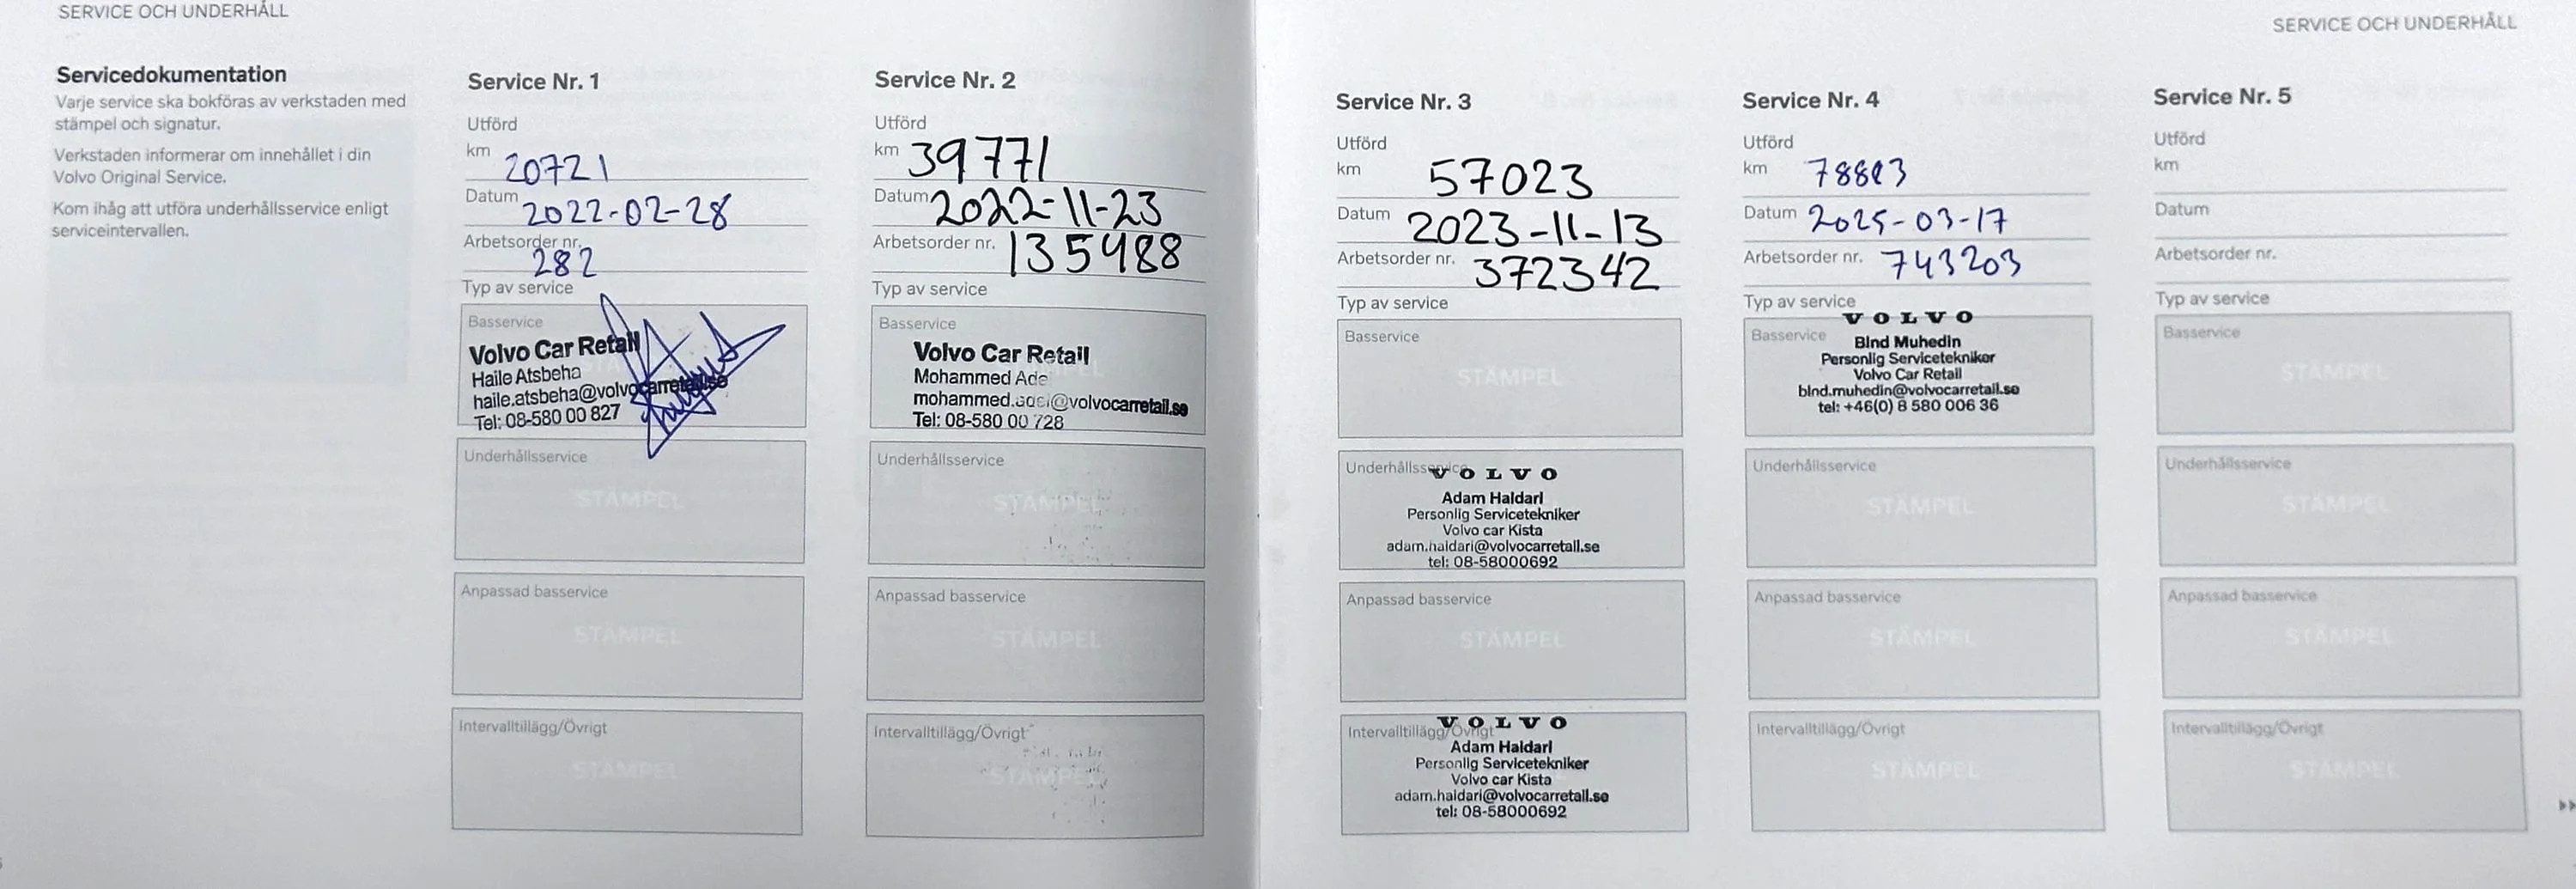 SERVICE OCH UNDERHÅLL
Servicedokumentation
Varje service ska bokföras av verkstaden med
stämpel och signatur.
Verkstaden informerar om innehållet i din
Volvo Original Service.
Kom ihåg att utföra underhållsservice enligt
serviceintervallen.
Service Nr. 1
Utförd
km 20721
Datum 2022-02-28
Arbetsorder nr. 282
Typ av service
Basservice
Volvo Car Retail
Haile Atsbeha
haile.atsbeha@volvocarretail.se
Tel: 08-580 00 827
Underhållsservice
STÄMPEL
Anpassad basservice
STÄMPEL
Intervalltillägg/Övrigt
STÄMPEL
Service Nr. 2
Utförd
km 39771
Datum 2022-11-23
Arbetsorder nr. 135488
Typ av service
Basservice
Volvo Car Retail
Mohammed
Tel: 08-580 00 728
Underhållsservice
STÄMPEL
Anpassad basservice
STÄMPEL
Intervalltillägg/Övrigt
STÄMPEL
SERVICE OCH UNDERHÅLL
Service Nr. 3
Utförd
km 57023
Datum 2023-11-13
Arbetsorder nr. 372342
Typ av service
Basservice
STÄMPEL
Underhållsservice
VOLVO
Adam Haidari
Personlig Servicetekniker
Volvo car Kista
adam.haidari@volvocarretail.se
tel: 08-58000692
Anpassad basservice
STÄMPEL
Intervalltillägg/Övrigt
VOLVO
Adam Haidari
Personlig Servicetekniker
Volvo car Kista
adam.haidari@volvocarretail.se
tel: 08-58000692
Service Nr. 4
Utförd
km
Datum 2025-03-17
Arbetsorder nr. 743203
Typ av service
VOLVO
Basservice
Blnd Muhedin
Personlig Servicetekniker
Volvo Car Retail
blnd.muhedin@volvocarretail.se
tel: +46(0) 8 580 006 36
Underhållsservice
STÄMPEL
Anpassad basservice
STÄMPEL
Intervalltillägg/Övrigt
STÄMPEL
Service Nr. 5
Utförd
km
Datum
Arbetsorder nr.
Typ av service
Basservice
STÄMPEL
Underhållsservice
STÄMPEL
Anpassad basservice
STÄMPEL
Intervalltillägg/Övrigt
STÄMPEL